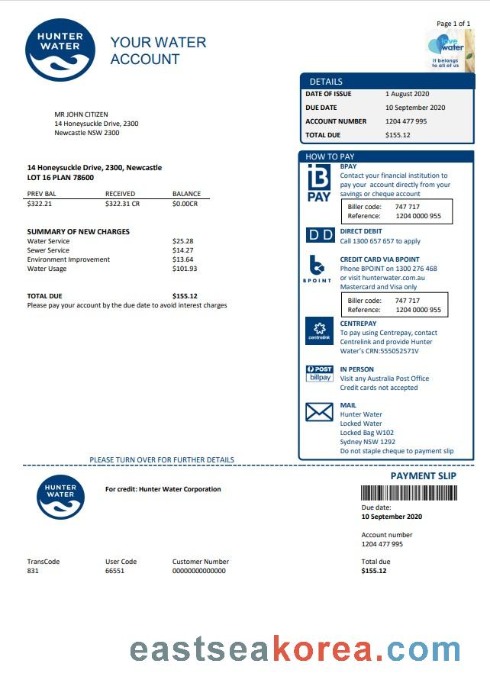 Page 1 of 1
HUNTER
WATER
YOUR WATER
ACCOUNT
love
water
It belongs
to all of us
DETAILS
DATE OF ISSUE 1 August 2020
DUE DATE 10 September 2020
ACCOUNT NUMBER 1204 477 995
TOTAL DUE $155.12
MR JOHN CITIZEN
14 Honeysuckle Drive, 2300
Newcastle NSW 2300
14 Honeysuckle Drive, 2300, Newcastle
LOT 16 PLAN 78600
PREV BAL RECEIVED BALANCE
$322.21 $322.31 CR $0.00CR
SUMMARY OF NEW CHARGES
Water Service $25.28
Sewer Service $14.27
Environment Improvement $13.64
Water Usage $101.93
TOTAL DUE $155.12
Please pay your account by the due date to avoid interest charges
HOW TO PAY
B
PAY
BPAY
Contact your financial institution to
pay your account directly from your
savings or cheque account
Biller code: 747 717
Reference: 1204 0000 955
DD
DIRECT DEBIT
Call 1300 657 657 to apply
BPOINT
CREDIT CARD VIA BPOINT
Phone BPOINT on 1300 276 468
or visit hunterwater.com.au
Mastercard and Visa only
Biller code: 747 717
Reference: 1204 0000 955
centrelink
CENTREPAY
To pay using Centrepay, contact
Centrelink and provide Hunter
Water's CRN:555052571V
POST
billpay
IN PERSON
Visit any Australia Post Office
Credit cards not accepted
MAIL
Hunter Water
Locked Water
Locked Bag W102
Sydney NSW 1292
Do not staple cheque to payment slip
PLEASE TURN OVER FOR FURTHER DETAILS
HUNTER
WATER
For credit: Hunter Water Corporation
PAYMENT SLIP
Due date:
10 September 2020
Account number
1204 477 995
TransCode User Code Customer Number Total due
831 66551 0000000000000 $155.12
eastseakorea.com